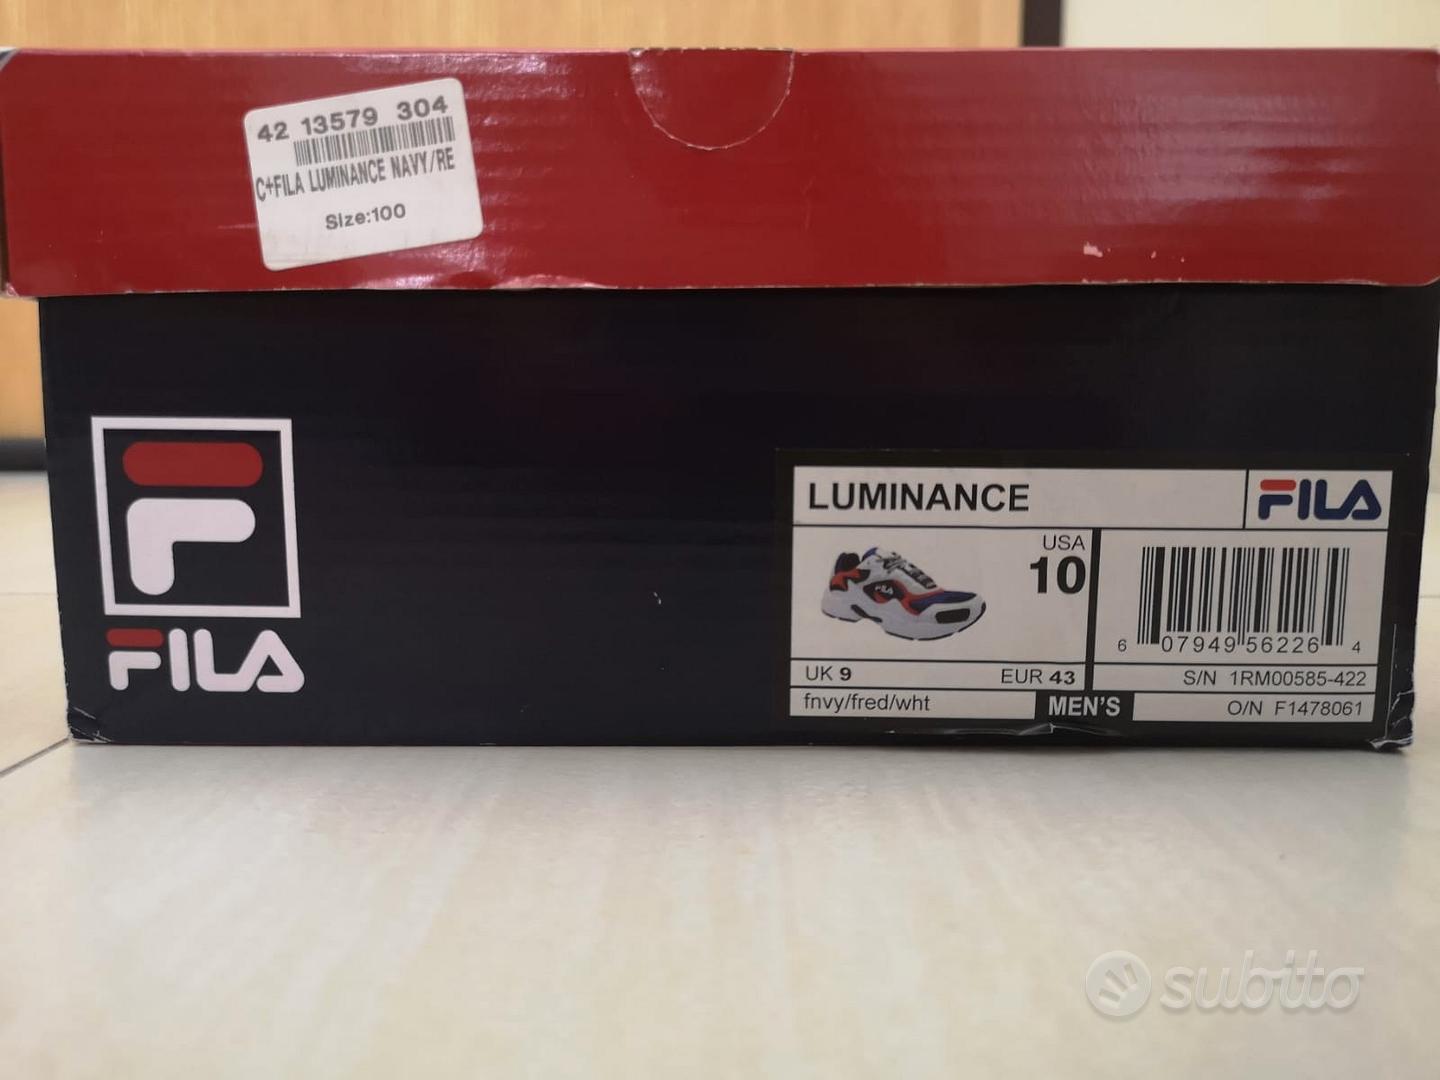 42 13579 304
C+FILA LUMINANCE NAVY/RE
Size:100
FILA
LUMINANCE
FILA
USA
10
FILA
6 07949 56226 4
UK 9
EUR 43
S/N 1RM00585-422
fnvy/fred/wht
MEN'S
O/N F1478061
subito